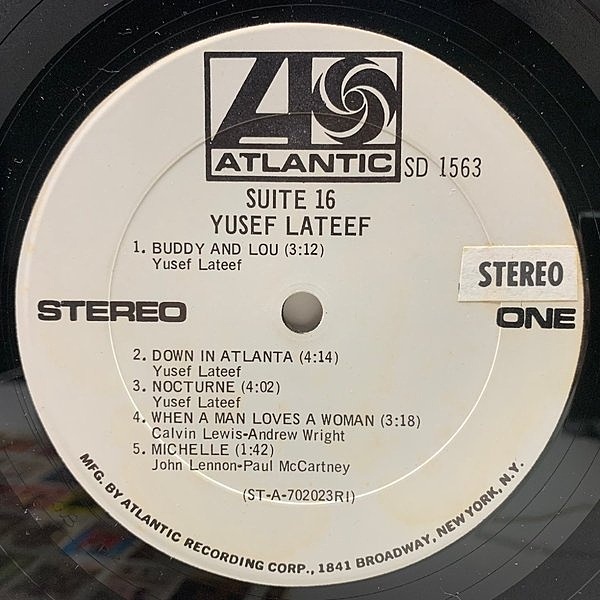 ATLANTIC
SD 1563
SUITE 16
YUSEF LATEEF
1. BUDDY AND LOU (3:12)
Yusef Lateef
STEREO
STEREO
ONE
2. DOWN IN ATLANTA (4:14)
Yusef Lateef
3. NOCTURNE (4:02)
Yusef Lateef
4. WHEN A MAN LOVES A WOMAN (3:18)
Calvin Lewis-Andrew Wright
5. MICHELLE (1:42)
John Lennon-Paul McCartney
(ST-A-702023RI)
MFG. BY ATLANTIC RECORDING CORP., 1841 BROADWAY, NEW YORK, N.Y.